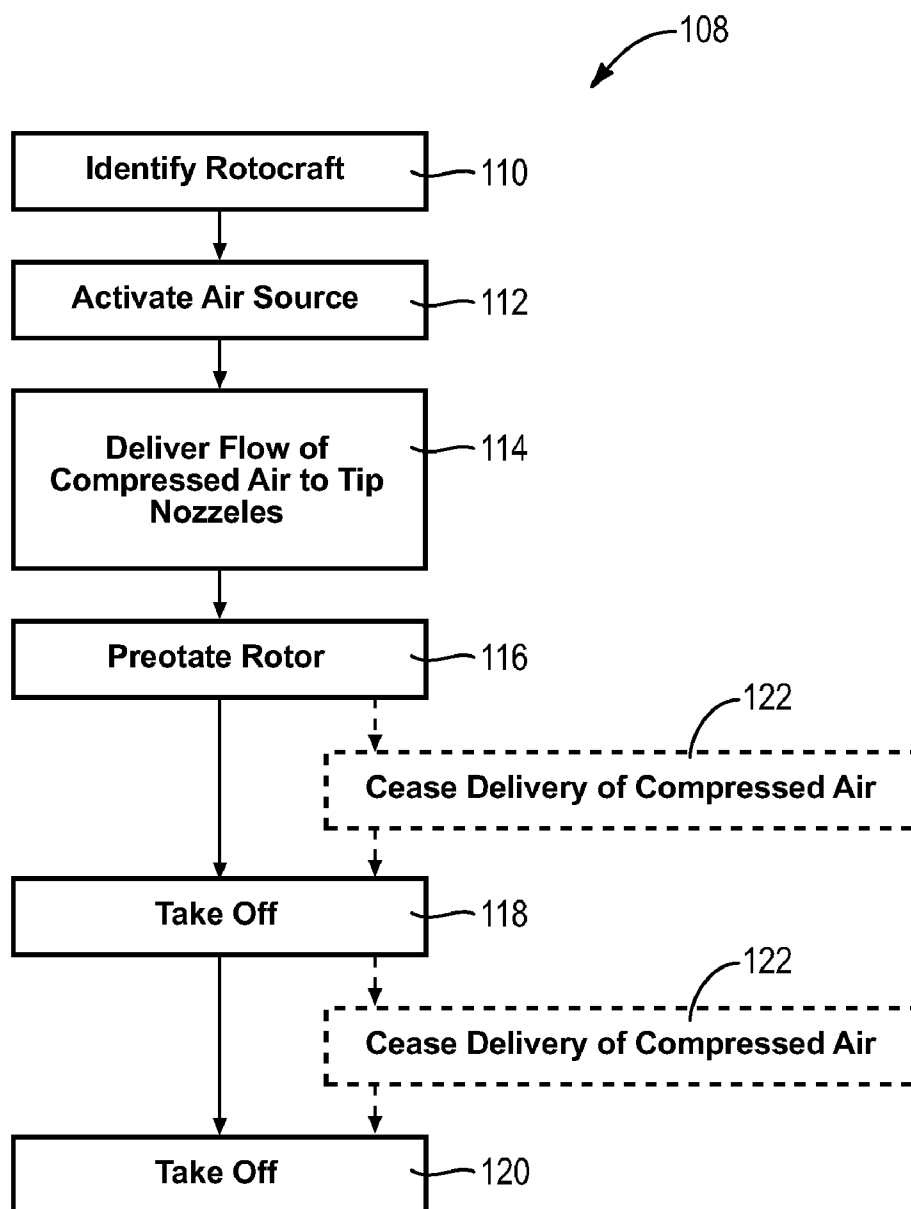 108
Identify Rotocraft
110
Activate Air Source
112
Deliver Flow of
Compressed Air to Tip
Nozzeles
114
Preotate Rotor
116
122
Cease Delivery of Compressed Air
Take Off
118
122
Cease Delivery of Compressed Air
Take Off
120